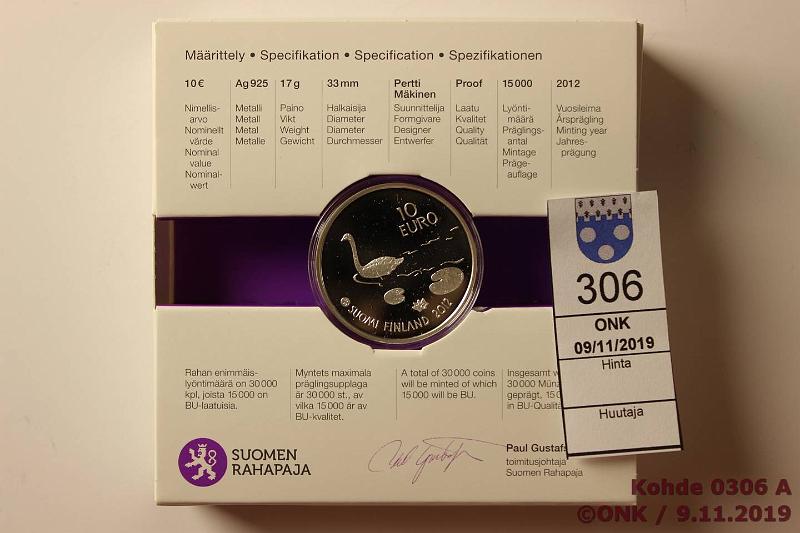 Määrittely • Specifikation • Specification • Spezifikationen
10 € Ag 925 17 g 33 mm Pertti Mäkinen Proof 15 000 2012
Nimellis-
arvo
Nominellt
värde
Nominal
value
Nominal-
wert
Metalli
Metall
Metal
Metalle
Paino
Vikt
Weight
Gewicht
Halkaisija
Diameter
Diameter
Durchmesser
Suunnittelija
Formgivare
Designer
Entwerfer
Laatu
Kvalitet
Quality
Qualität
Lyönti-
määrä
Präglings-
antal
Mintage
Präge-
auflage
Vuosileima
Årsprägling
Minting year
Jahres-
prägung
10
EURO
SUOMI FINLAND 2012
Rahan enimmäis-
lyöntimäärä on 30 000
kpl, joista 15 000 on
BU-laatuisia.
Myntets maximala
präglingsupplaga
är 30 000 st., av
vilka 15 000 är av
BU-kvalitet.
A total of 30 000 coins
will be minted of which
15 000 will be BU.
Insgesamt
30 000 Mün
geprägt,
in BU-Qualit
SUOMEN
RAHAPAJA
Paul Gustafs
toimitusjohtaja
Suomen Rahapaja
306
ONK
09/11/2019
Hinta
Huutaja
Kohde 0306 A
©ONK / 9.11.2019